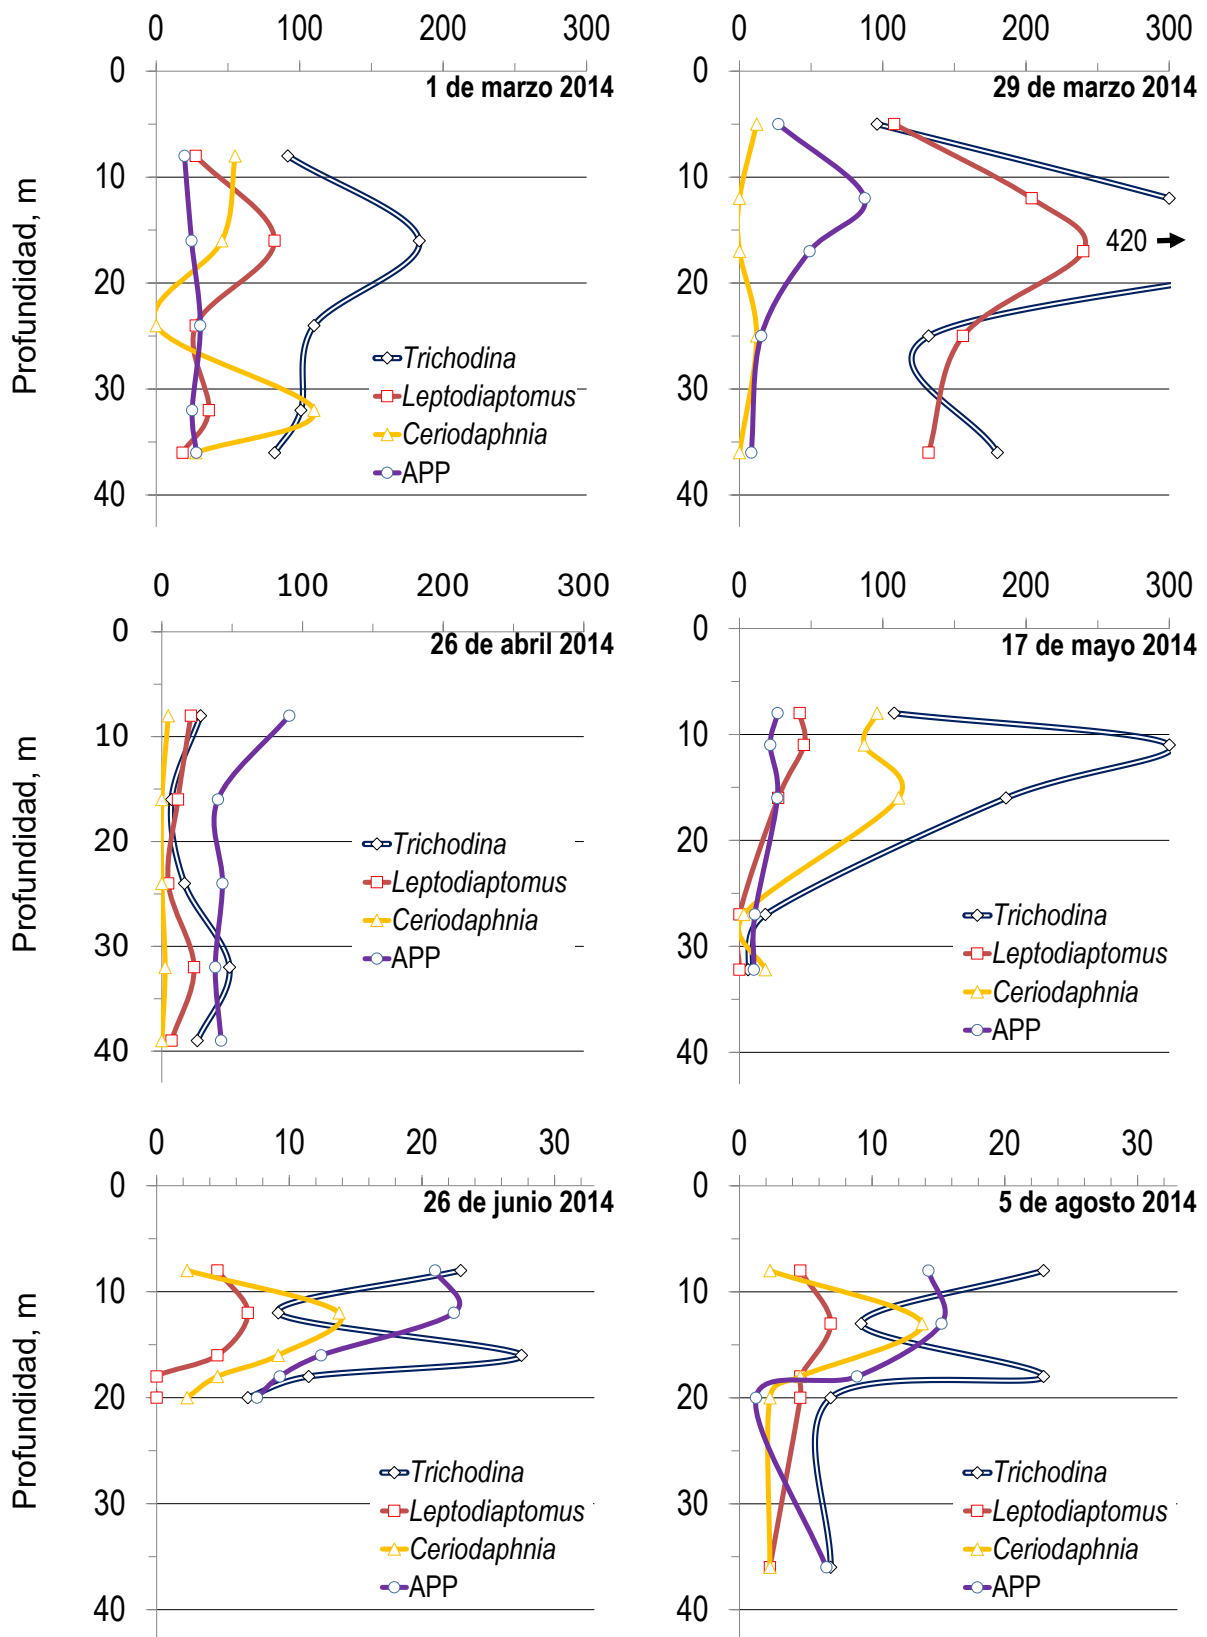 0 100 200 300
0
10
20
30
40
Profundidad, m
1 de marzo 2014
Trichodina
Leptodiaptomus
Ceriodaphnia
APP
0 100 200 300
0
10
20
30
40
29 de marzo 2014
420
0 100 200 300
0
10
20
30
40
Profundidad, m
26 de abril 2014
Trichodina
Leptodiaptomus
Ceriodaphnia
APP
0 100 200 300
0
10
20
30
40
17 de mayo 2014
Trichodina
Leptodiaptomus
Ceriodaphnia
APP
0 10 20 30
0
10
20
30
40
Profundidad, m
26 de junio 2014
Trichodina
Leptodiaptomus
Ceriodaphnia
APP
0 10 20 30
0
10
20
30
40
5 de agosto 2014
Trichodina
Leptodiaptomus
Ceriodaphnia
APP